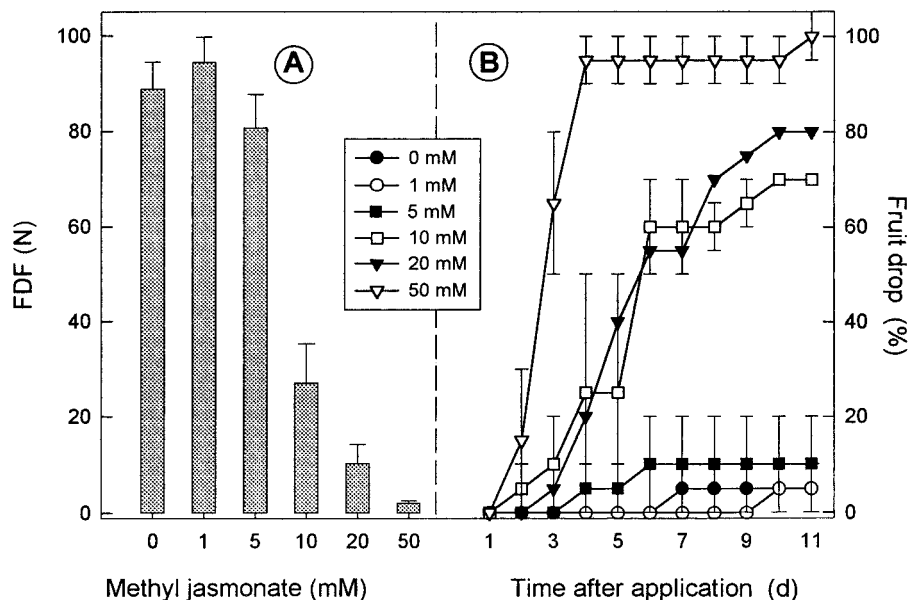 A
B
FDF (N)
100
80
60
40
20
0
0 1 5 10 20 50
Methyl jasmonate (mM)
0 mM
1 mM
5 mM
10 mM
20 mM
50 mM
100
80
60
40
20
0
Fruit drop (%)
1 3 5 7 9 11
Time after application (d)